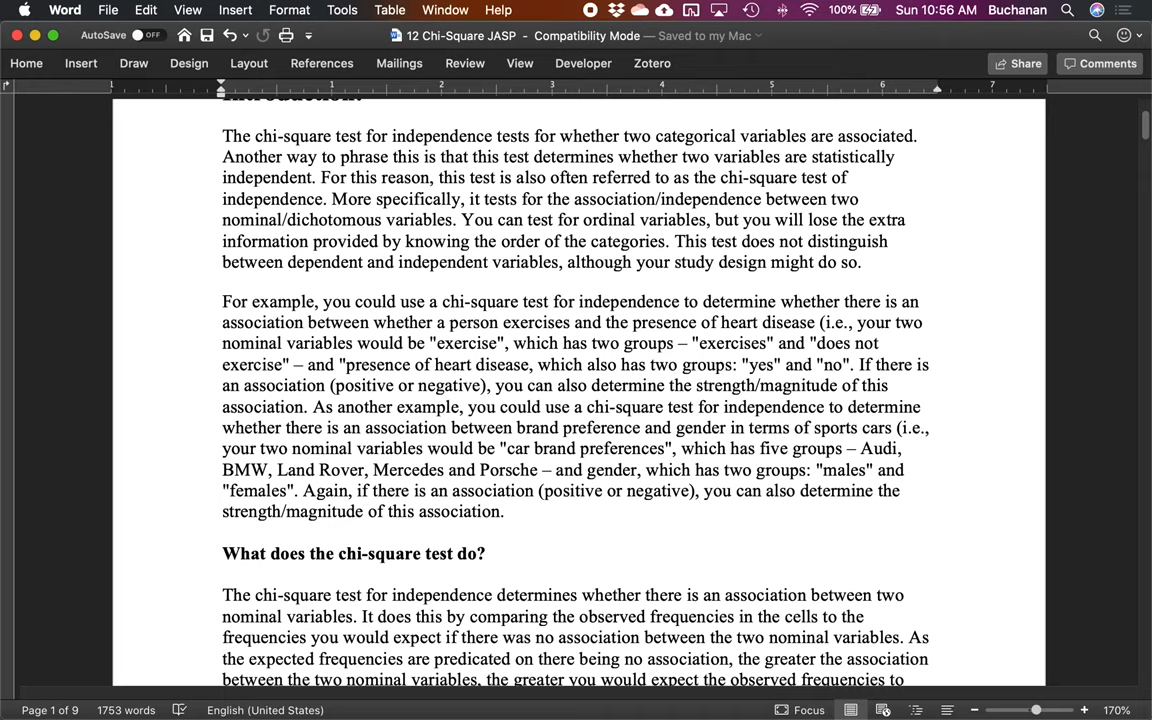 Word File Edit View Insert Format Tools Table Window Help 100% Sun 10:56 AM Buchanan
AutoSave OFF 12 Chi-Square JASP - Compatibility Mode — Saved to my Mac
Home Insert Draw Design Layout References Mailings Review View Developer Zotero Share Comments
1 1 2 3 4 5 6 7
Introduction:
The chi-square test for independence tests for whether two categorical variables are associated.
Another way to phrase this is that this test determines whether two variables are statistically
independent. For this reason, this test is also often referred to as the chi-square test of
independence. More specifically, it tests for the association/independence between two
nominal/dichotomous variables. You can test for ordinal variables, but you will lose the extra
information provided by knowing the order of the categories. This test does not distinguish
between dependent and independent variables, although your study design might do so.
For example, you could use a chi-square test for independence to determine whether there is an
association between whether a person exercises and the presence of heart disease (i.e., your two
nominal variables would be "exercise", which has two groups – "exercises" and "does not
exercise" – and "presence of heart disease, which also has two groups: "yes" and "no". If there is
an association (positive or negative), you can also determine the strength/magnitude of this
association. As another example, you could use a chi-square test for independence to determine
whether there is an association between brand preference and gender in terms of sports cars (i.e.,
your two nominal variables would be "car brand preferences", which has five groups – Audi,
BMW, Land Rover, Mercedes and Porsche – and gender, which has two groups: "males" and
"females". Again, if there is an association (positive or negative), you can also determine the
strength/magnitude of this association.
What does the chi-square test do?
The chi-square test for independence determines whether there is an association between two
nominal variables. It does this by comparing the observed frequencies in the cells to the
frequencies you would expect if there was no association between the two nominal variables. As
the expected frequencies are predicated on there being no association, the greater the association
between the two nominal variables, the greater you would expect the observed frequencies to
Page 1 of 9 1753 words English (United States) Focus 170%